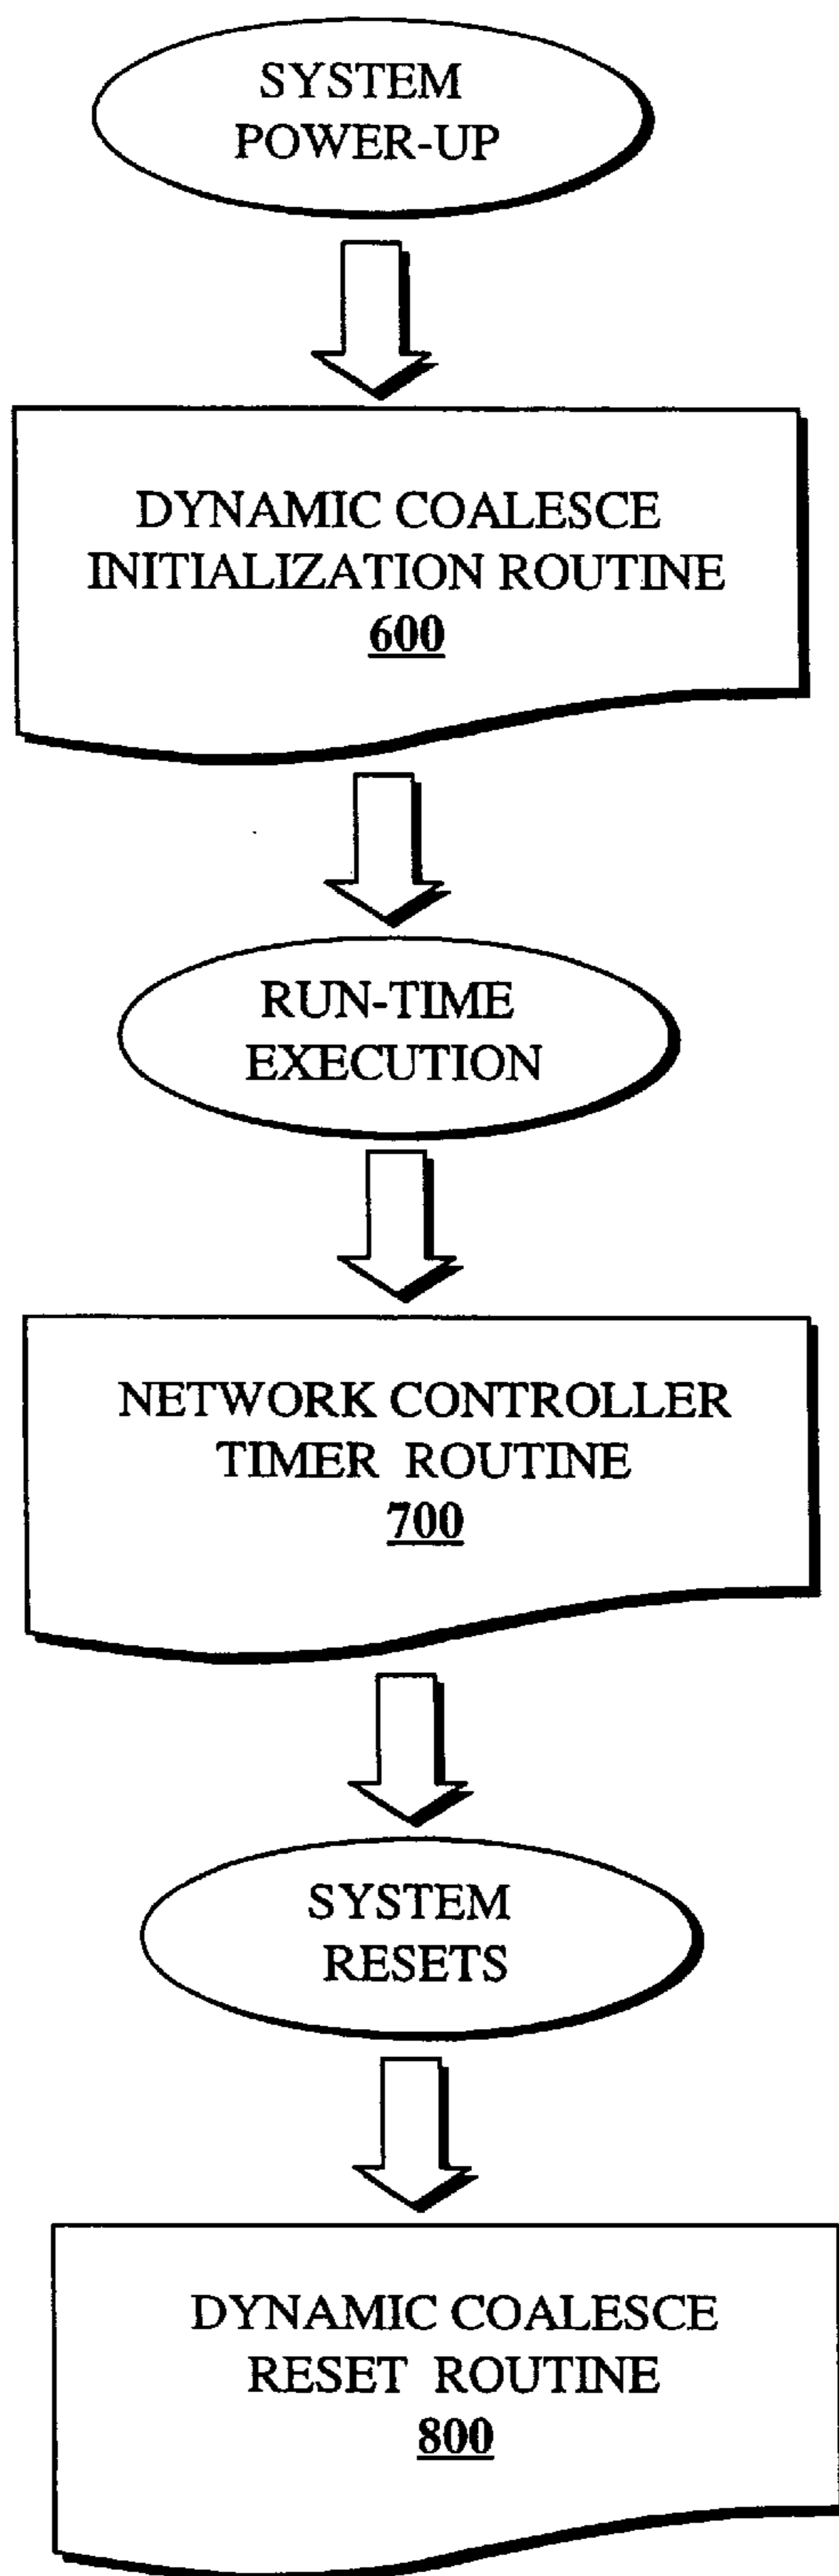 SYSTEM
POWER-UP
DYNAMIC COALESCE
INITIALIZATION ROUTINE
600
RUN-TIME
EXECUTION
NETWORK CONTROLLER
TIMER ROUTINE
700
SYSTEM
RESETS
DYNAMIC COALESCE
RESET ROUTINE
800